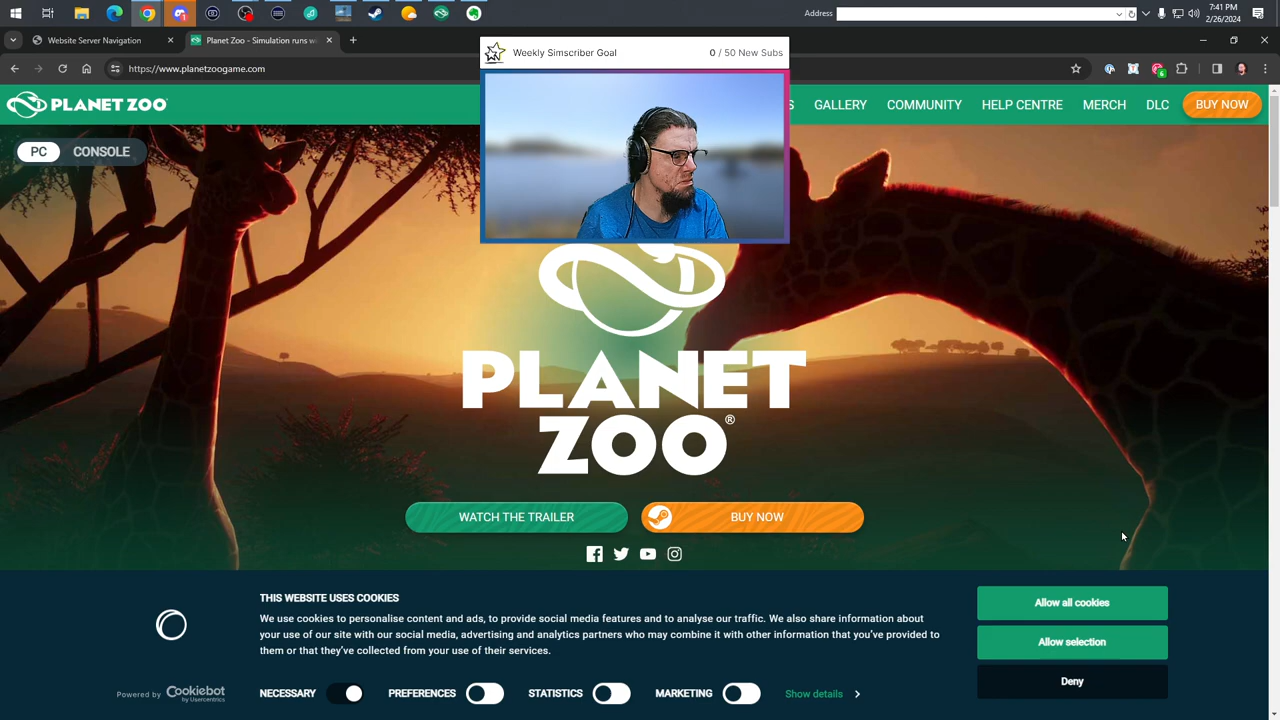 Address
7:41 PM
2/26/2024
Website Server Navigation
Planet Zoo - Simulation runs w
Weekly Simscriber Goal
0 / 50 New Subs
https://www.planetzoogame.com
PLANET ZOO
S GALLERY COMMUNITY HELP CENTRE MERCH DLC BUY NOW
PC CONSOLE
PLANET
ZOO®
WATCH THE TRAILER
BUY NOW
THIS WEBSITE USES COOKIES
We use cookies to personalise content and ads, to provide social media features and to analyse our traffic. We also share information about
your use of our site with our social media, advertising and analytics partners who may combine it with other information that you've provided to
them or that they've collected from your use of their services.
Allow all cookies
Allow selection
Deny
Powered by Cookiebot
by Usercentrics
NECESSARY PREFERENCES STATISTICS MARKETING Show details